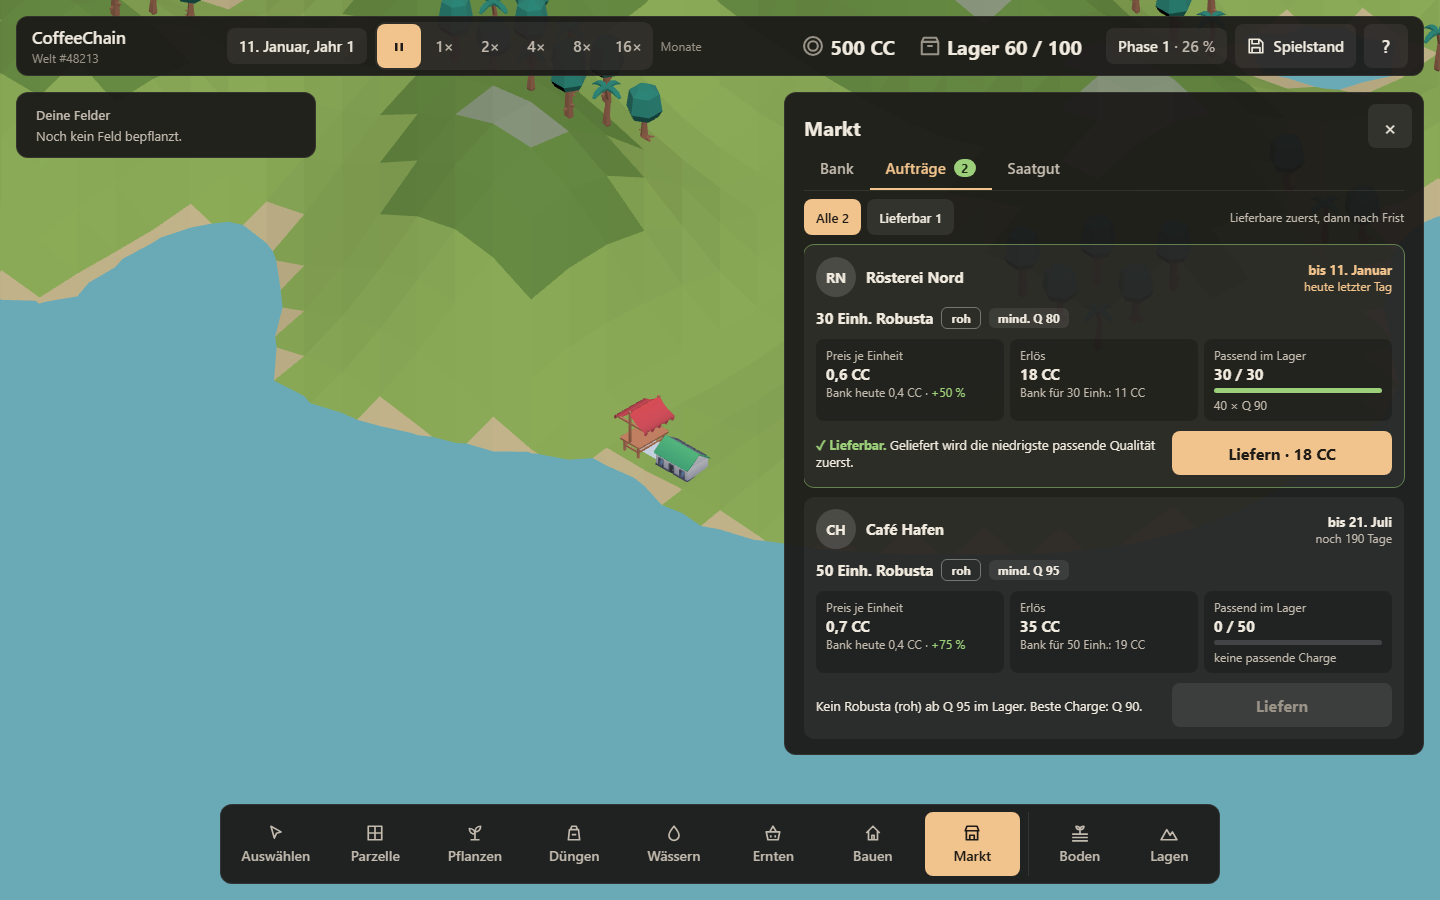 CoffeeChain
Welt #48213
11. Januar, Jahr 1
1×
2×
4×
8×
16×
Monate
500 CC
Lager 60 / 100
Phase 1 · 26 %
Spielstand
?
Deine Felder
Noch kein Feld bepflanzt.
Markt
×
Bank
Aufträge 2
Saatgut
Alle 2
Lieferbar 1
Lieferbare zuerst, dann nach Frist
RN
Rösterei Nord
bis 11. Januar
heute letzter Tag
30 Einh. Robusta
roh
mind. Q 80
Preis je Einheit
0,6 CC
Bank heute 0,4 CC · +50 %
Erlös
18 CC
Bank für 30 Einh.: 11 CC
Passend im Lager
30 / 30
40 × Q 90
✓ Lieferbar. Geliefert wird die niedrigste passende Qualität
zuerst.
Liefern · 18 CC
CH
Café Hafen
bis 21. Juli
noch 190 Tage
50 Einh. Robusta
roh
mind. Q 95
Preis je Einheit
0,7 CC
Bank heute 0,4 CC · +75 %
Erlös
35 CC
Bank für 50 Einh.: 19 CC
Passend im Lager
0 / 50
keine passende Charge
Kein Robusta (roh) ab Q 95 im Lager. Beste Charge: Q 90.
Liefern
Auswählen
Parzelle
Pflanzen
Düngen
Wässern
Ernten
Bauen
Markt
Boden
Lagen